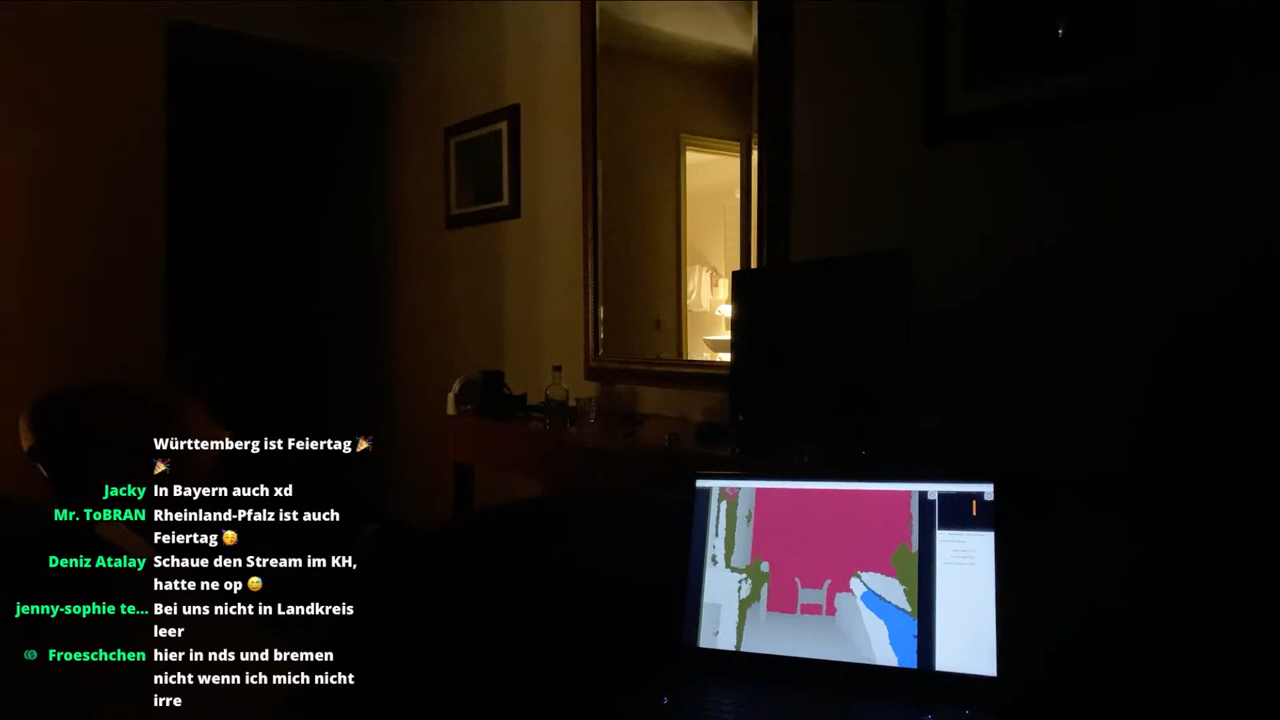 Württemberg ist Feiertag 🎉
🎉
Jacky In Bayern auch xd
Mr. ToBRAN Rheinland-Pfalz ist auch
Feiertag 🥳
Deniz Atalay Schaue den Stream im KH,
hatte ne op 😅
jenny-sophie te... Bei uns nicht in Landkreis
leer
Froeschchen hier in nds und bremen
nicht wenn ich mich nicht
irre